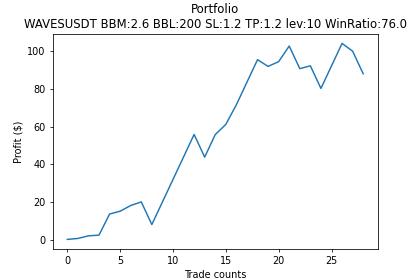 Portfolio
WAVESUSDT BBM:2.6 BBL:200 SL:1.2 TP:1.2 lev:10 WinRatio:76.0
100
80
60
40
20
0
Profit ($)
0 5 10 15 20 25
Trade counts